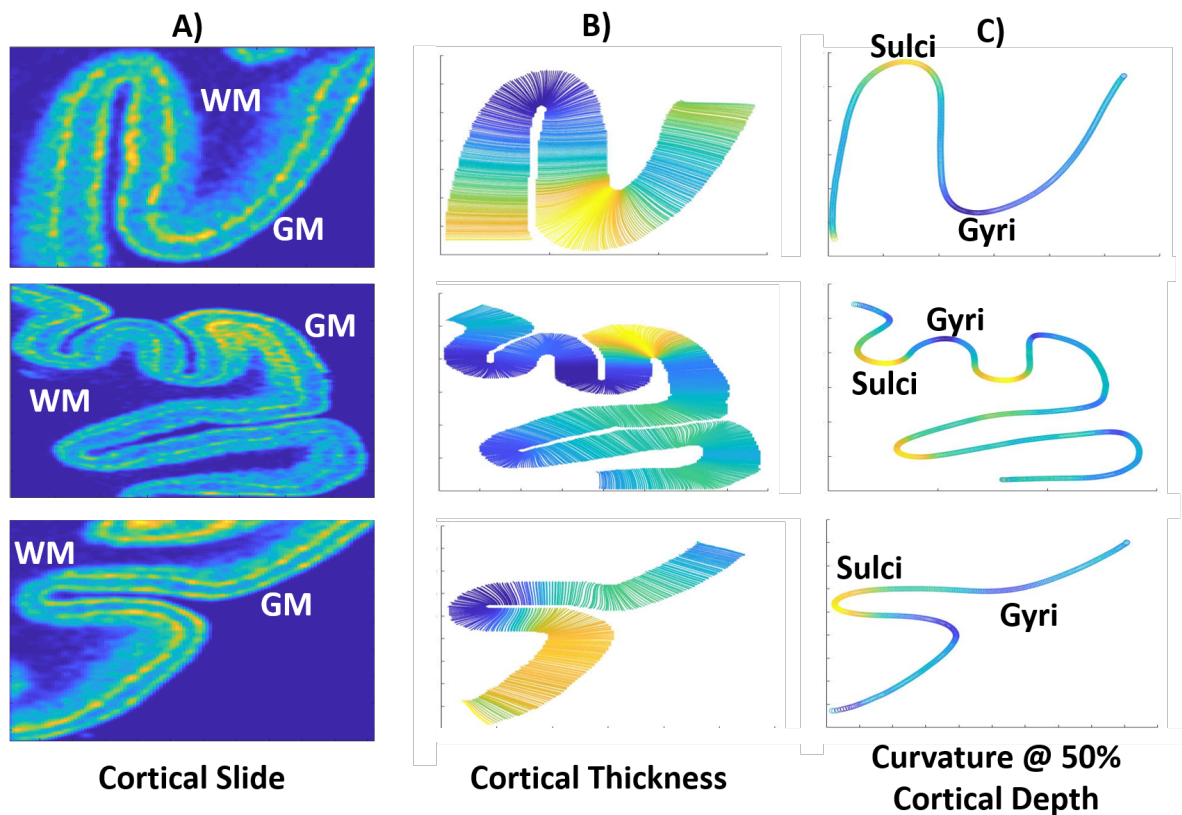 A)
B)
C)
WM
GM
Sulci
Gyri
GM
WM
Gyri
Sulci
WM
GM
Sulci
Gyri
Cortical Slide
Cortical Thickness
Curvature @ 50%
Cortical Depth